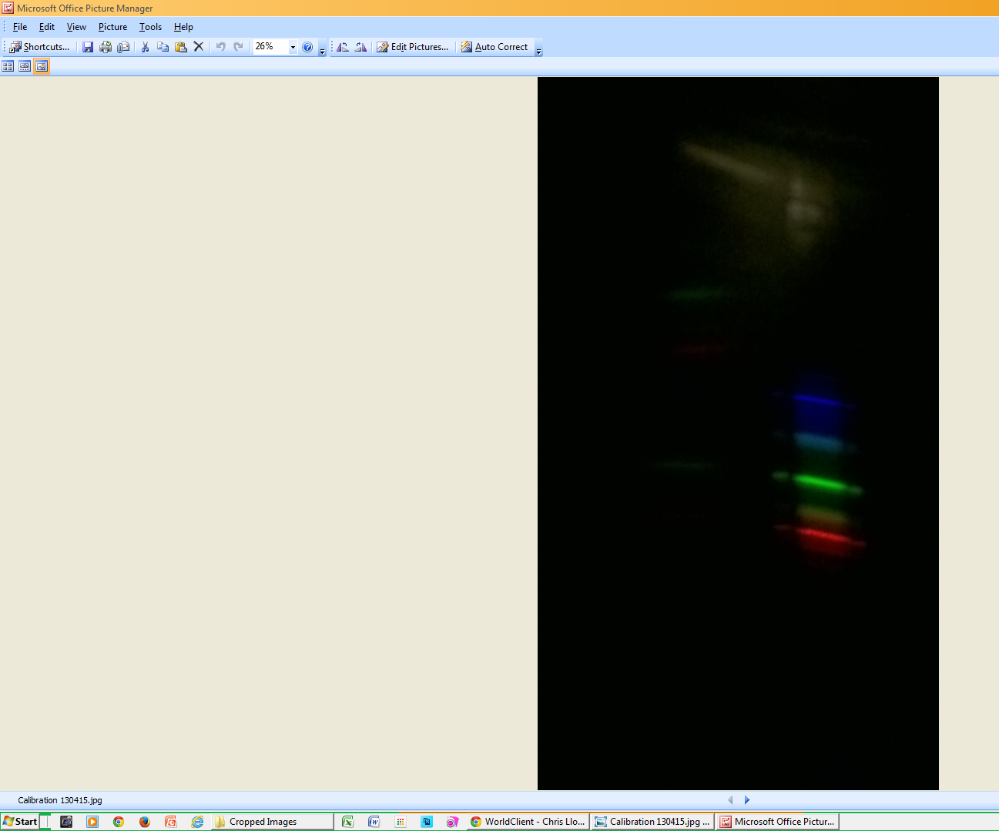 Microsoft Office Picture Manager
File Edit View Picture Tools Help
Shortcuts... 26% Edit Pictures... Auto Correct
Calibration 130415.jpg
Start Cropped Images WorldClient - Chris Llo... Calibration 130415.jpg ... Microsoft Office Pictur...